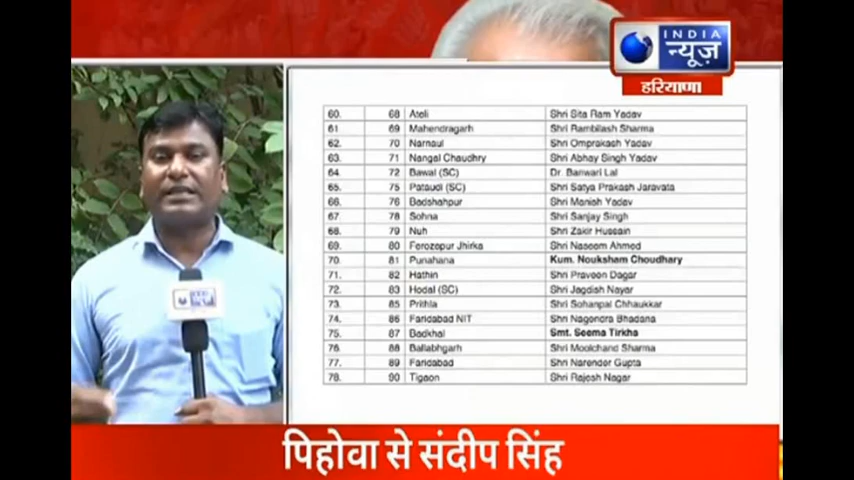 INDIA
न्यूज़
हरियाणा
60. 68 Ateli Shri Sita Ram Yadav
61 69 Mahendragarh Shri Rambilash Sharma
62. 70 Narnaul Shri Omprakash Yadav
63. 71 Nangal Chaudhry Shri Abhay Singh Yadav
64. 72 Bawal (SC) Dr. Banwari Lal
65. 75 Pataudi (SC) Shri Satya Prakash Jaravata
66. 76 Badshahpur Shri Manish Yadav
67. 78 Sohna Shri Sanjay Singh
68. 79 Nuh Shri Zakir Hussain
69. 80 Ferozepur Jhirka Shri Naseem Ahmed
70. 81 Punahana Kum. Nouksham Choudhary
71. 82 Hathin Shri Praveen Dagar
72. 83 Hodal (SC) Shri Jagdish Nayar
73. 85 Prithla Shri Sohanpal Chhaukkar
74. 86 Faridabad NIT Shri Nagendra Bhadana
75. 87 Badkhal Smt. Seema Tirkha
76. 88 Ballabhgarh Shri Moolchand Sharma
77. 89 Faridabad Shri Narender Gupta
78. 90 Tigaon Shri Rajesh Nagar
पिहोवा से संदीप सिंह